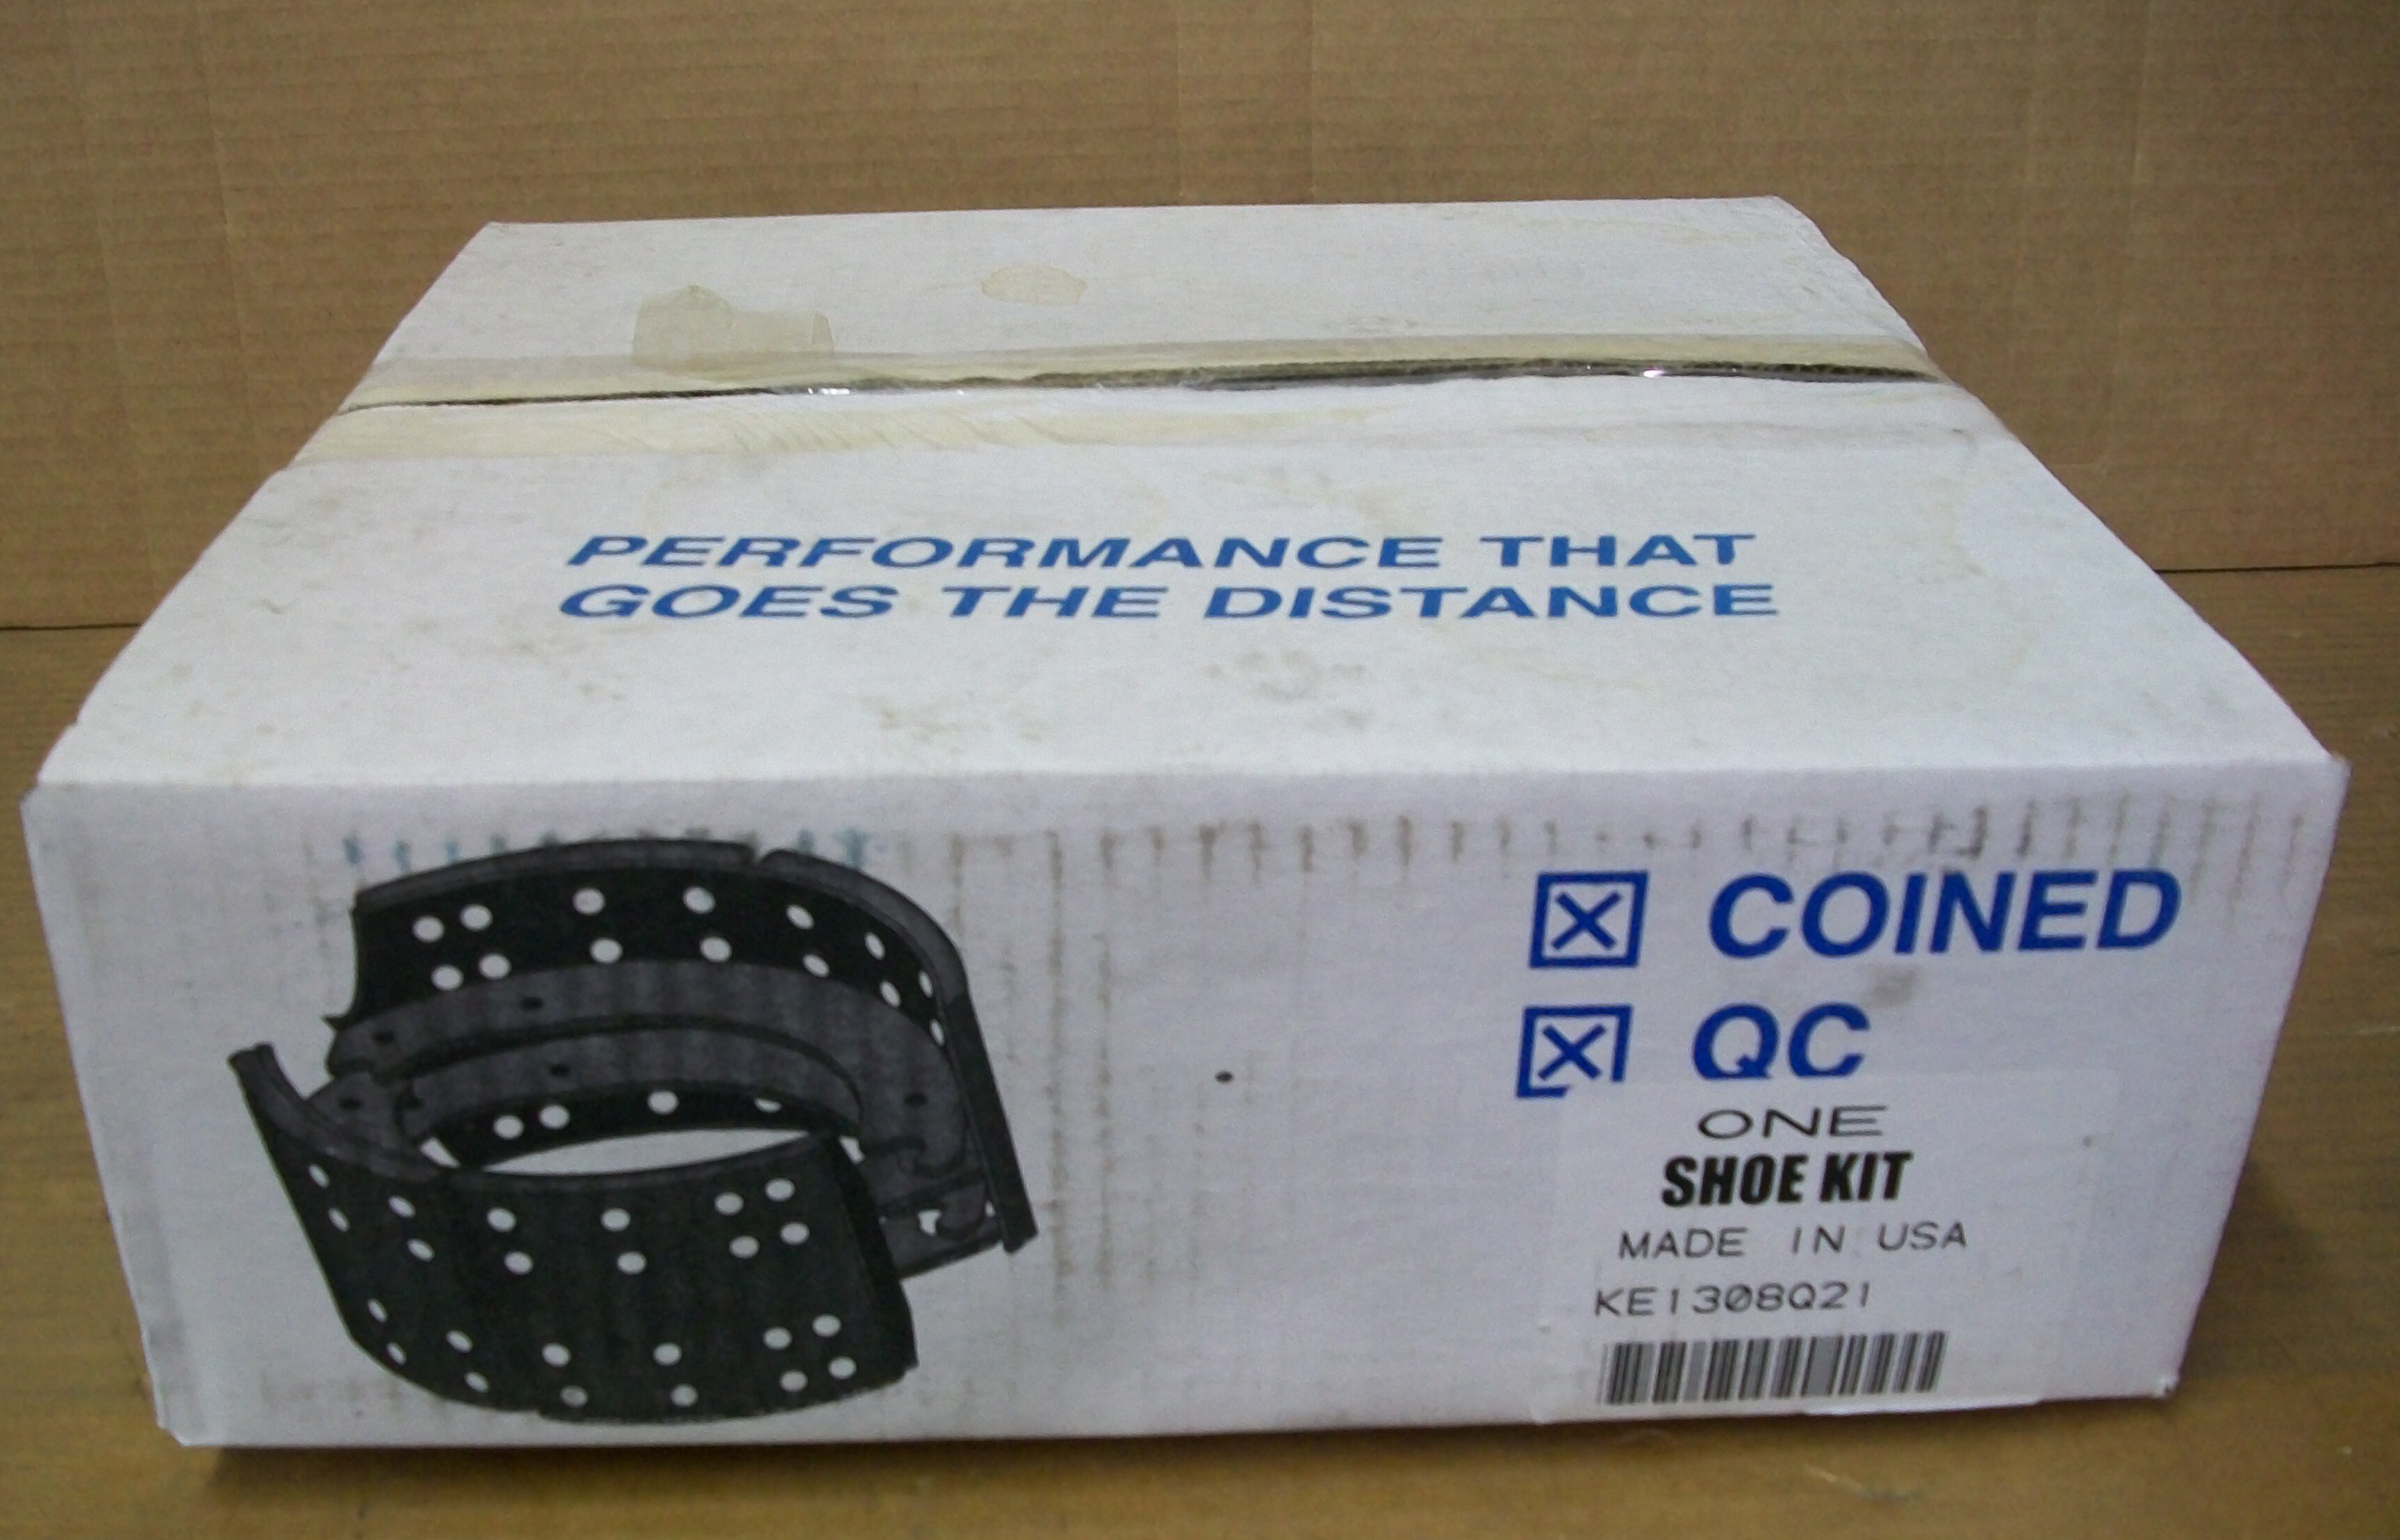 PERFORMANCE THAT
GOES THE DISTANCE
COINED
QC
ONE
SHOE KIT
MADE IN USA
KE1308Q21